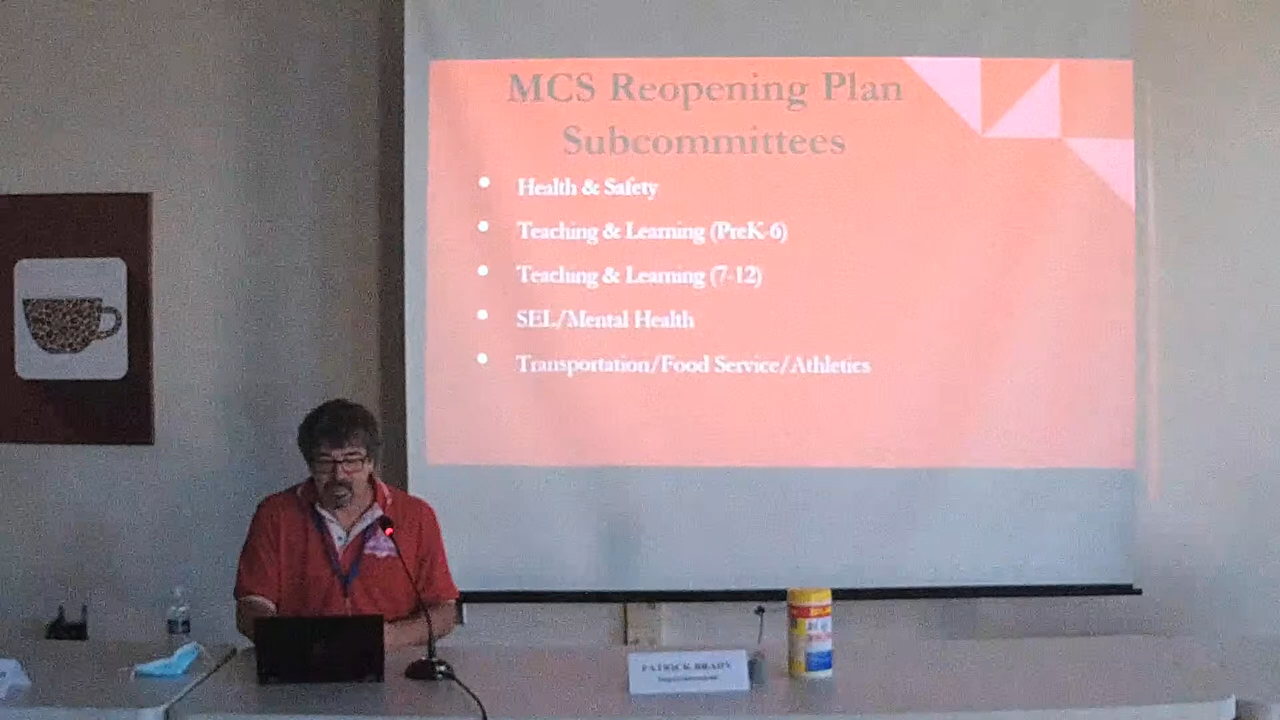 MCS Reopening Plan
Subcommittees
• Health & Safety
• Teaching & Learning (PreK-6)
• Teaching & Learning (7-12)
• SEL/Mental Health
• Transportation/Food Service/Athletics
PATRICK BRADY